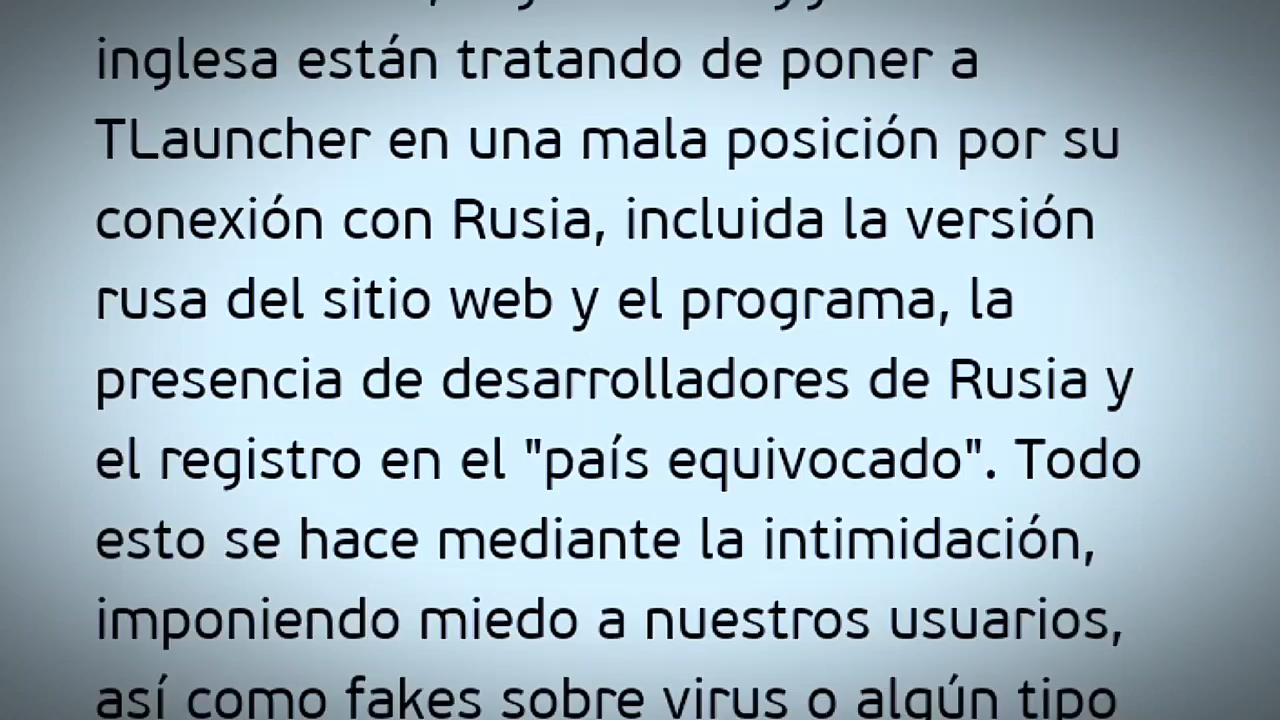 inglesa están tratando de poner a
TLauncher en una mala posición por su
conexión con Rusia, incluida la versión
rusa del sitio web y el programa, la
presencia de desarrolladores de Rusia y
el registro en el "país equivocado". Todo
esto se hace mediante la intimidación,
imponiendo miedo a nuestros usuarios,
así como fakes sobre virus o algún tipo